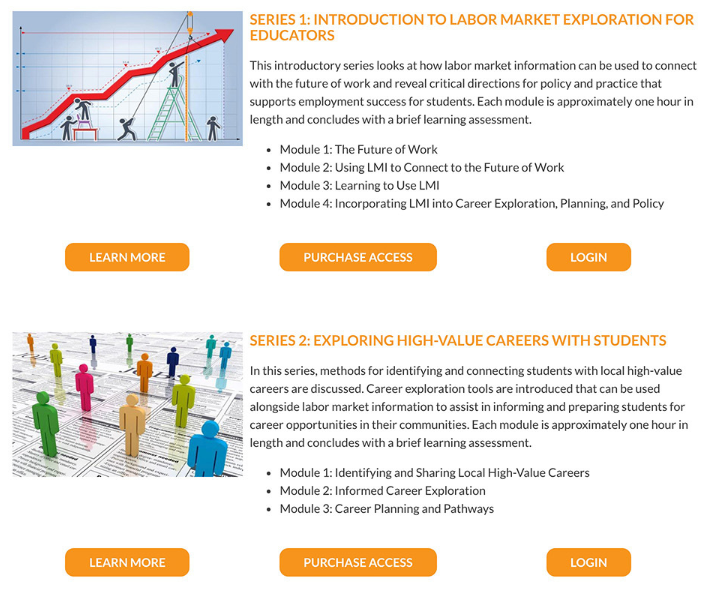 SERIES 1: INTRODUCTION TO LABOR MARKET EXPLORATION FOR
EDUCATORS
This introductory series looks at how labor market information can be used to connect
with the future of work and reveal critical directions for policy and practice that
supports employment success for students. Each module is approximately one hour in
length and concludes with a brief learning assessment.
• Module 1: The Future of Work
• Module 2: Using LMI to Connect to the Future of Work
• Module 3: Learning to Use LMI
• Module 4: Incorporating LMI into Career Exploration, Planning, and Policy
LEARN MORE
PURCHASE ACCESS
LOGIN
SERIES 2: EXPLORING HIGH-VALUE CAREERS WITH STUDENTS
In this series, methods for identifying and connecting students with local high-value
careers are discussed. Career exploration tools are introduced that can be used
alongside labor market information to assist in informing and preparing students for
career opportunities in their communities. Each module is approximately one hour in
length and concludes with a brief learning assessment.
• Module 1: Identifying and Sharing Local High-Value Careers
• Module 2: Informed Career Exploration
• Module 3: Career Planning and Pathways
LEARN MORE
PURCHASE ACCESS
LOGIN